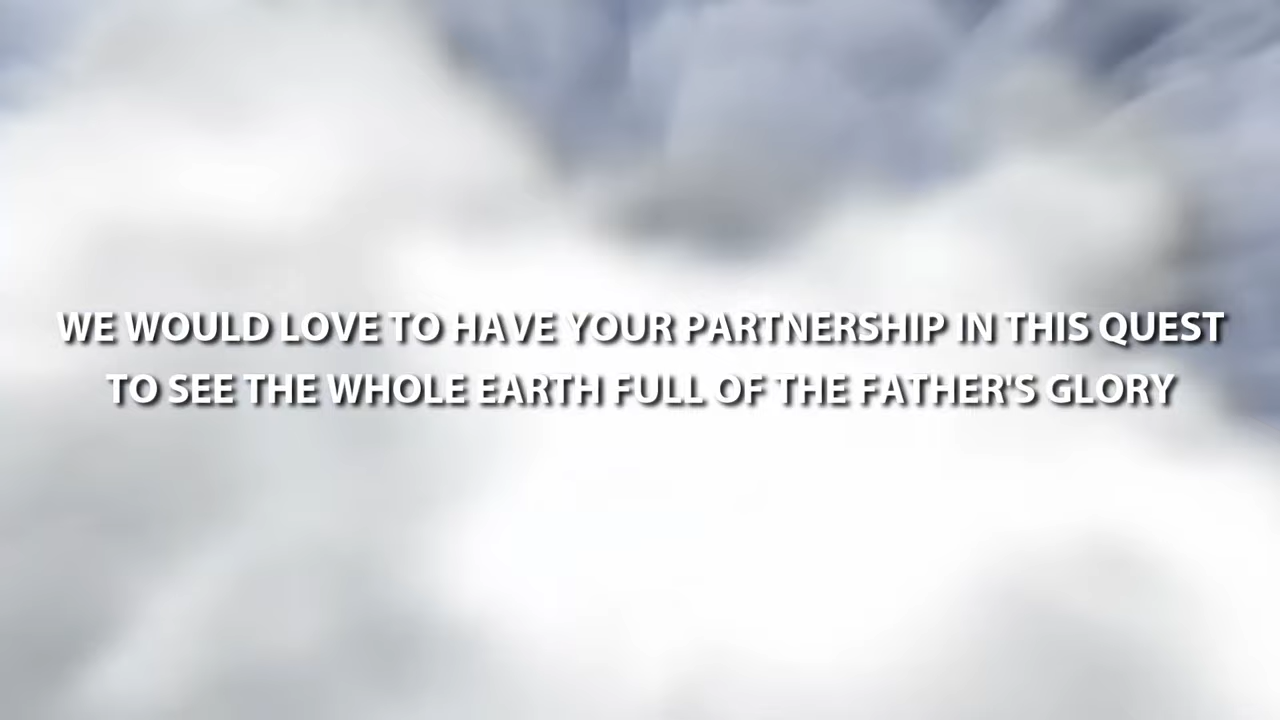 WE WOULD LOVE TO HAVE YOUR PARTNERSHIP IN THIS QUEST
TO SEE THE WHOLE EARTH FULL OF THE FATHER'S GLORY